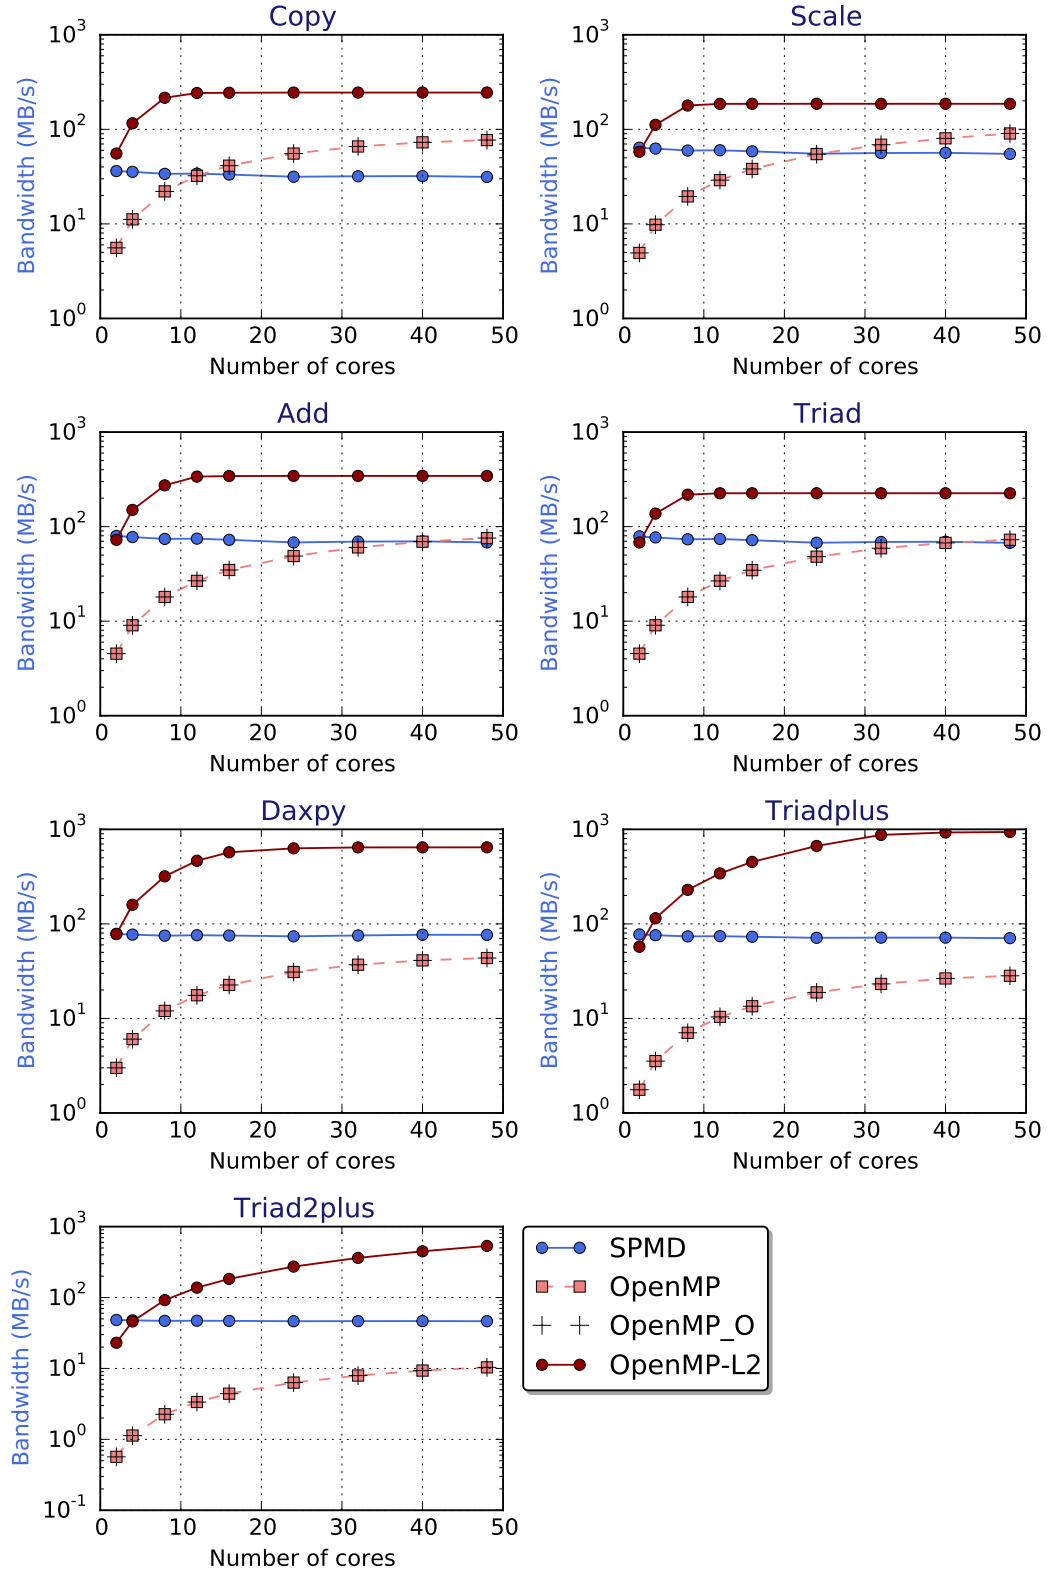 Copy
Bandwidth (MB/s)
10^3
10^2
10^1
10^0
0 10 20 30 40 50
Number of cores
Scale
Bandwidth (MB/s)
10^3
10^2
10^1
10^0
0 10 20 30 40 50
Number of cores
Add
Bandwidth (MB/s)
10^3
10^2
10^1
10^0
0 10 20 30 40 50
Number of cores
Triad
Bandwidth (MB/s)
10^3
10^2
10^1
10^0
0 10 20 30 40 50
Number of cores
Daxpy
Bandwidth (MB/s)
10^3
10^2
10^1
10^0
0 10 20 30 40 50
Number of cores
Triadplus
Bandwidth (MB/s)
10^3
10^2
10^1
10^0
0 10 20 30 40 50
Number of cores
Triad2plus
Bandwidth (MB/s)
10^3
10^2
10^1
10^0
10^-1
0 10 20 30 40 50
Number of cores
SPMD
OpenMP
OpenMP_O
OpenMP-L2